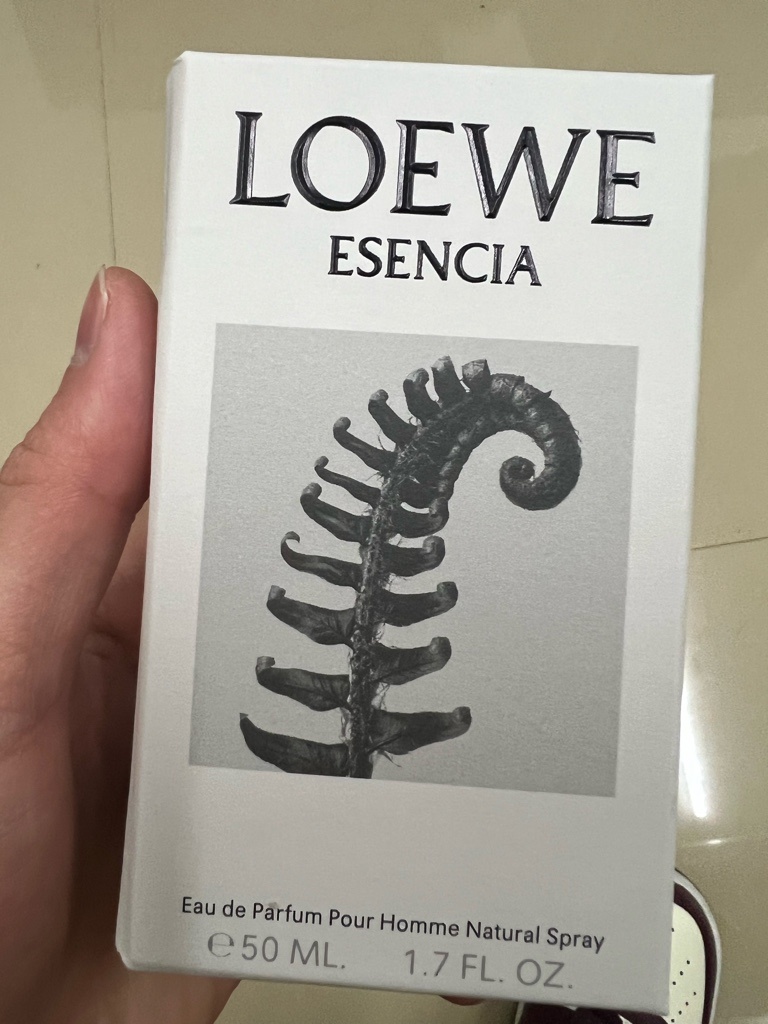 LOEWE
ESENCIA
Eau de Parfum Pour Homme Natural Spray
℮50 ML. 1.7 FL. OZ.